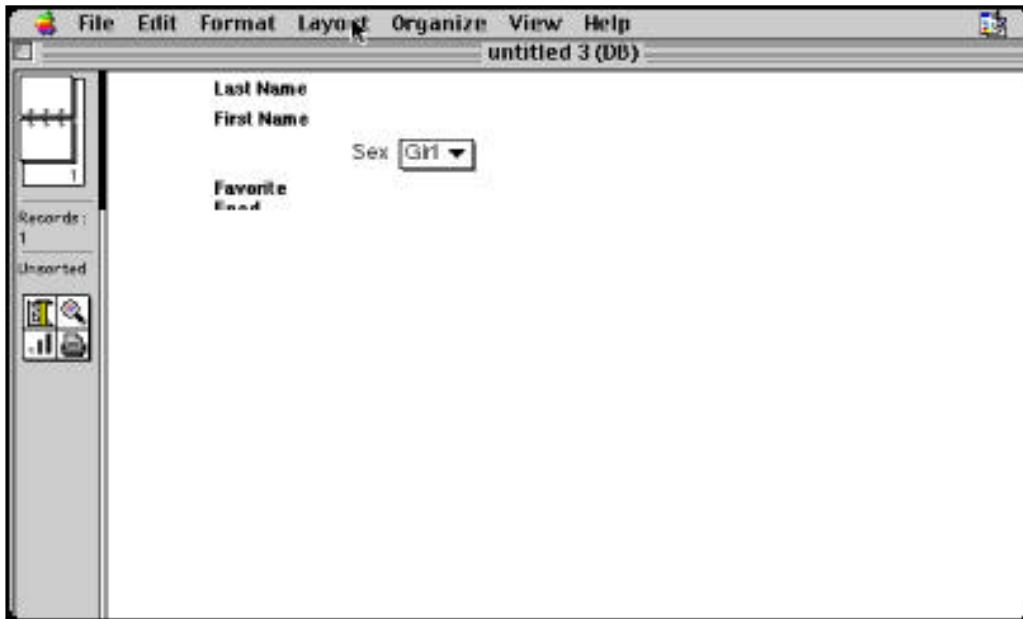 File Edit Format Layout Organize View Help
untitled 3 (DB)
Last Name
First Name
Sex Girl
Favorite
Food
1
Records:
1
Unsorted